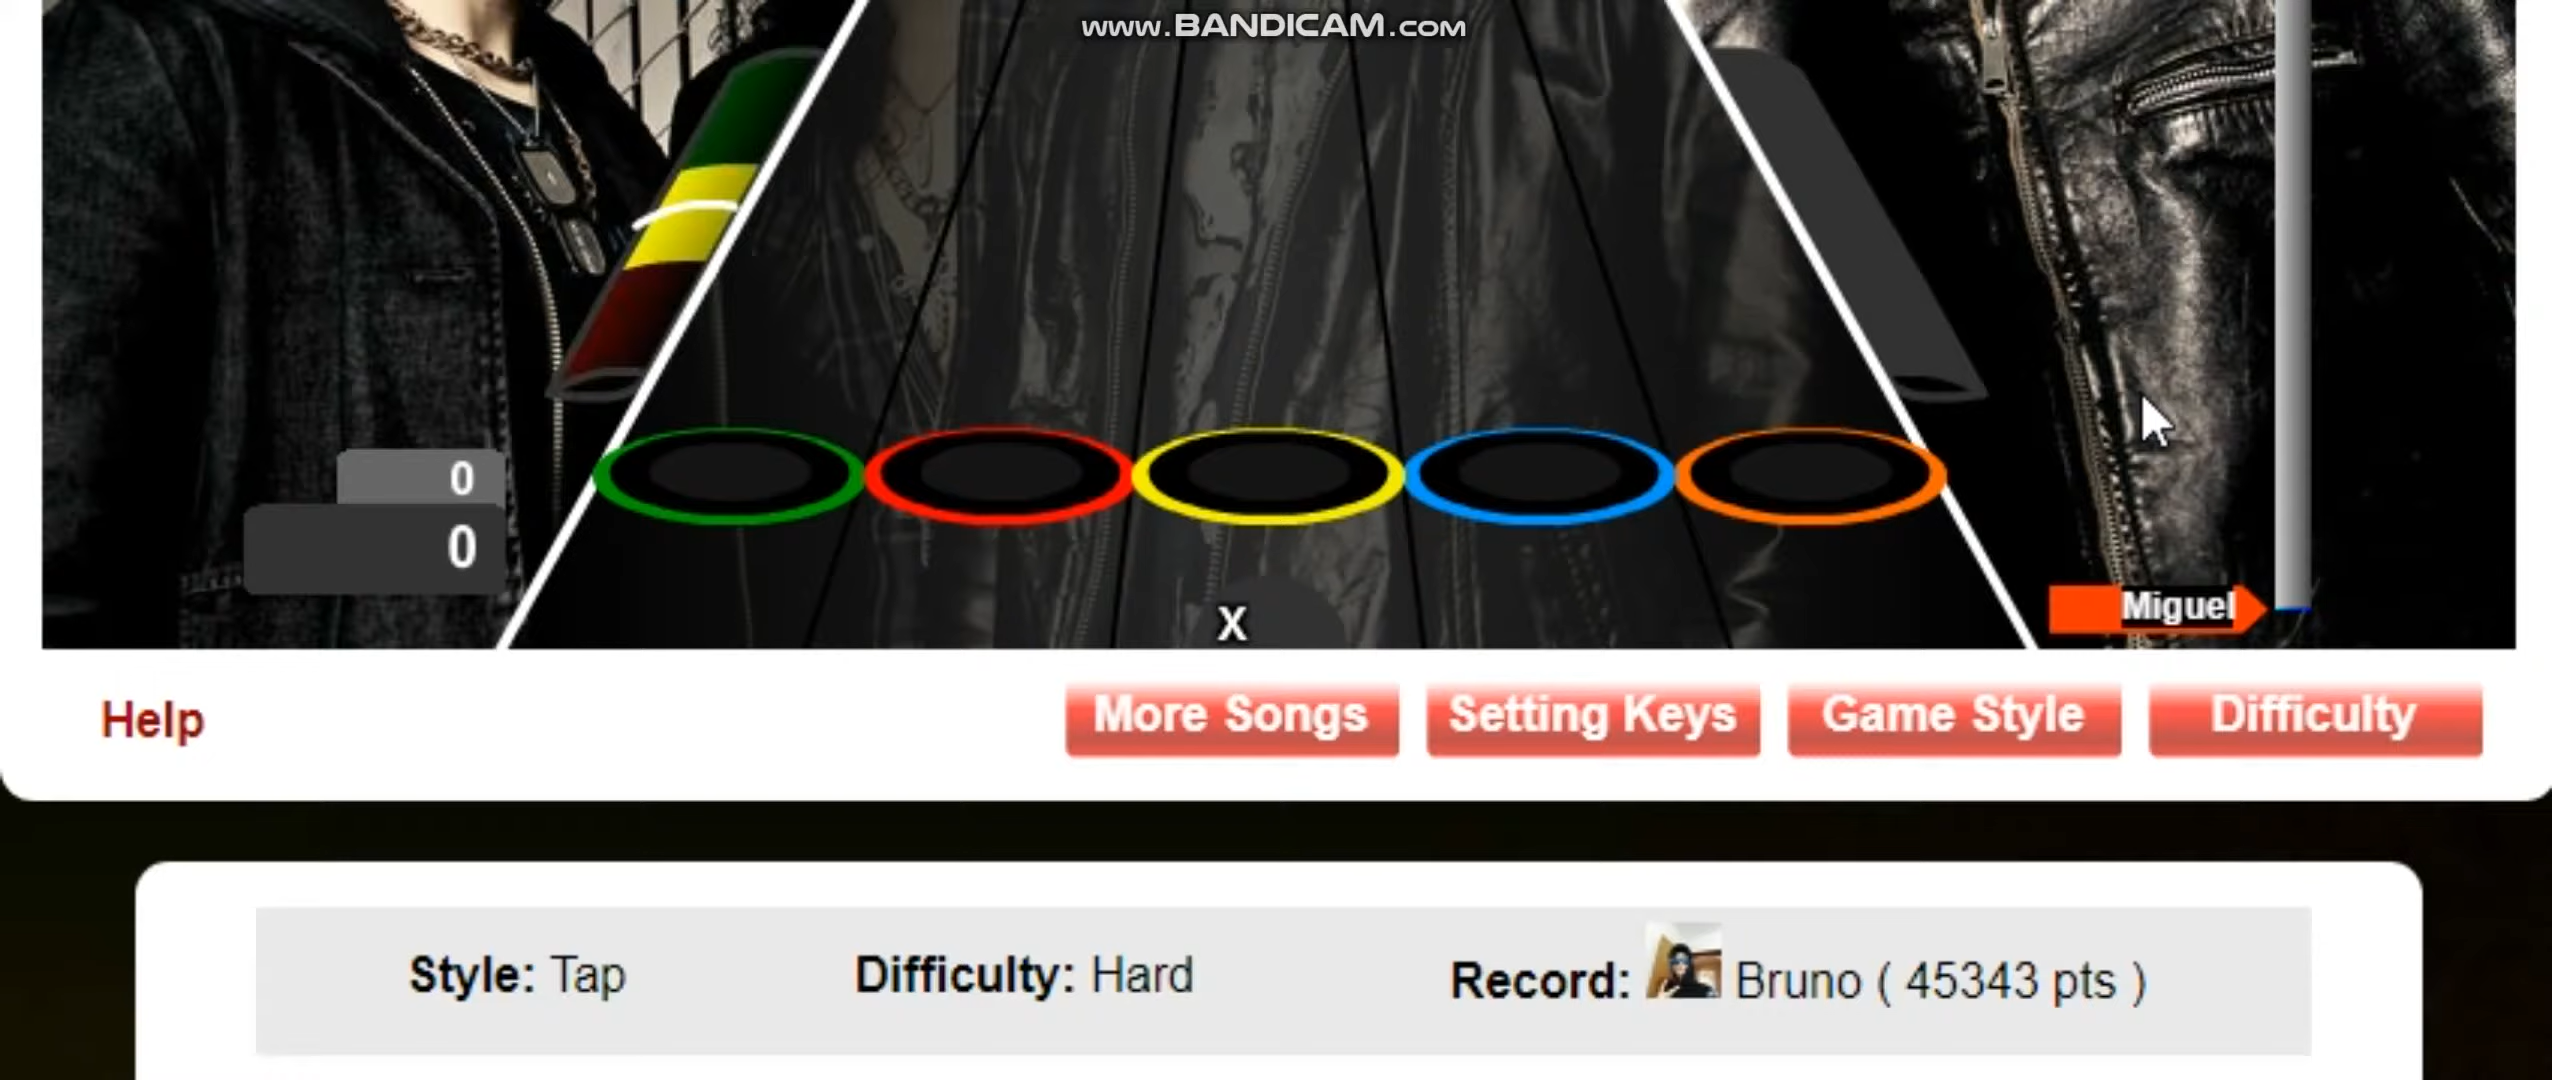 www.BANDICAM.com
0
0
X
Miguel
Help
More Songs
Setting Keys
Game Style
Difficulty
Style: Tap
Difficulty: Hard
Record: Bruno ( 45343 pts )